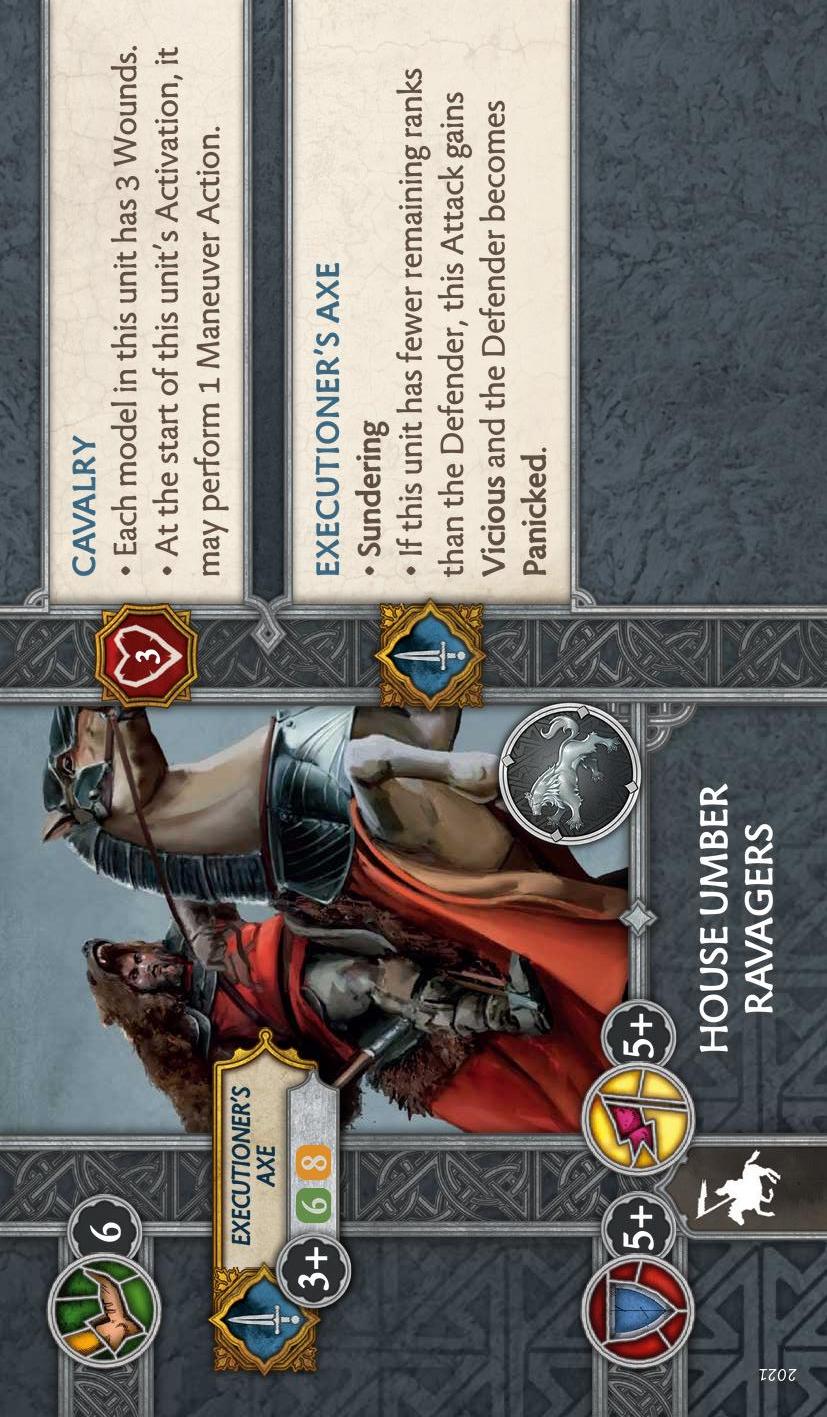 6
EXECUTIONER'S
AXE
3+
6 8
5+
5+
HOUSE UMBER
RAVAGERS
2021
3
CAVALRY
• Each model in this unit has 3 Wounds.
• At the start of this unit's Activation, it
may perform 1 Maneuver Action.
EXECUTIONER'S AXE
• Sundering
• If this unit has fewer remaining ranks
than the Defender, this Attack gains
Vicious and the Defender becomes
Panicked.